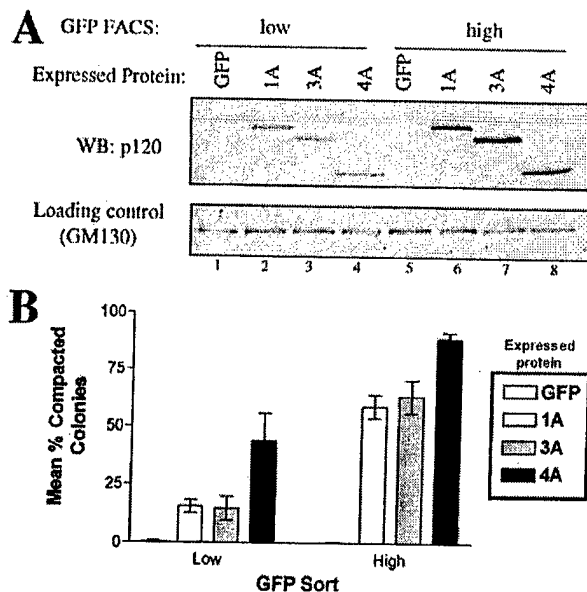 A
GFP FACS: low high
Expressed Protein: GFP 1A 3A 4A GFP 1A 3A 4A
WB: p120
Loading control
(GM130)
1 2 3 4 5 6 7 8
B
Mean % Compacted
Colonies
100
75
50
25
0
Low High
GFP Sort
Expressed
protein
GFP
1A
3A
4A